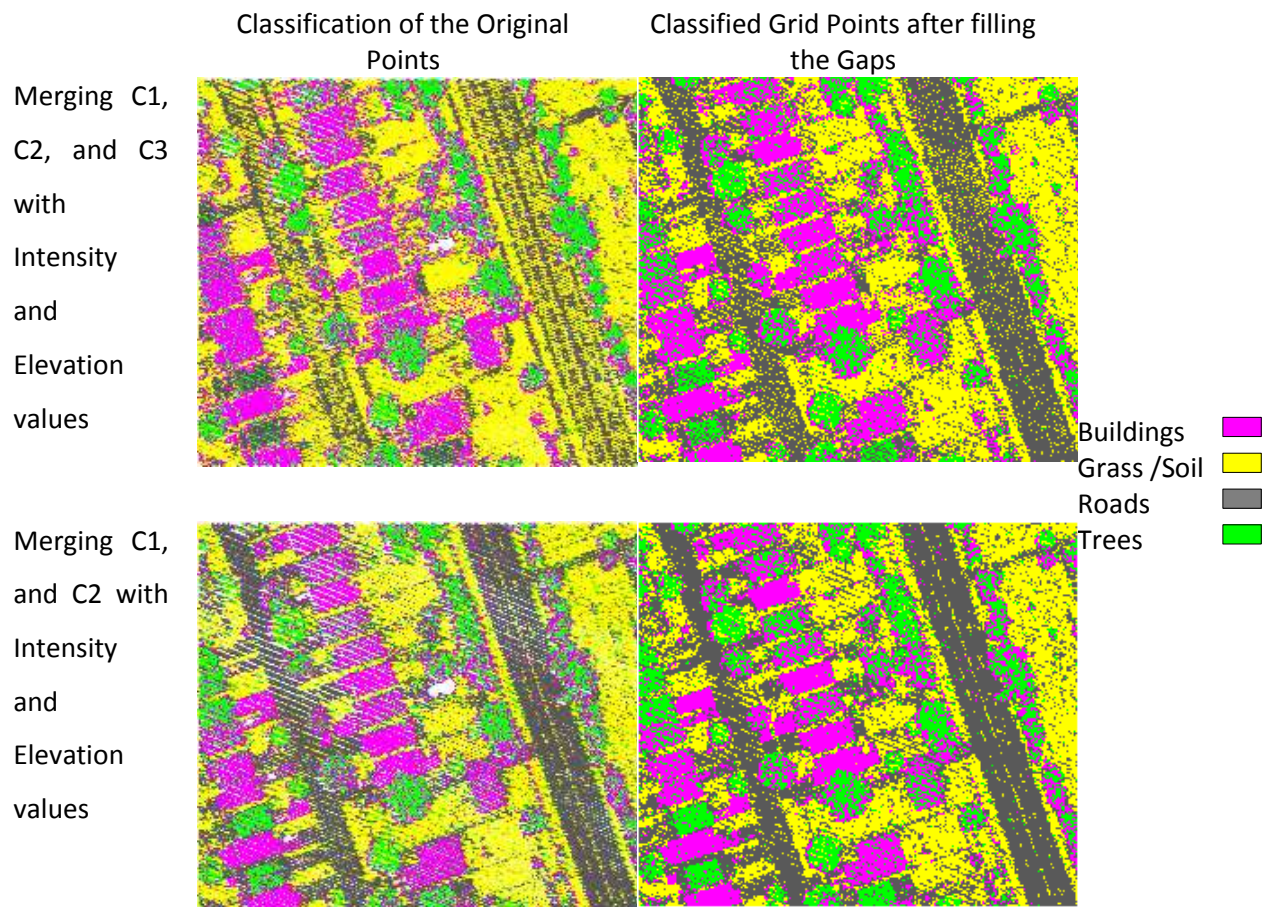 Classification of the Original
Points
Classified Grid Points after filling
the Gaps
Merging C1,
C2, and C3
with
Intensity
and
Elevation
values
Buildings
Grass /Soil
Roads
Trees
Merging C1,
and C2 with
Intensity
and
Elevation
values